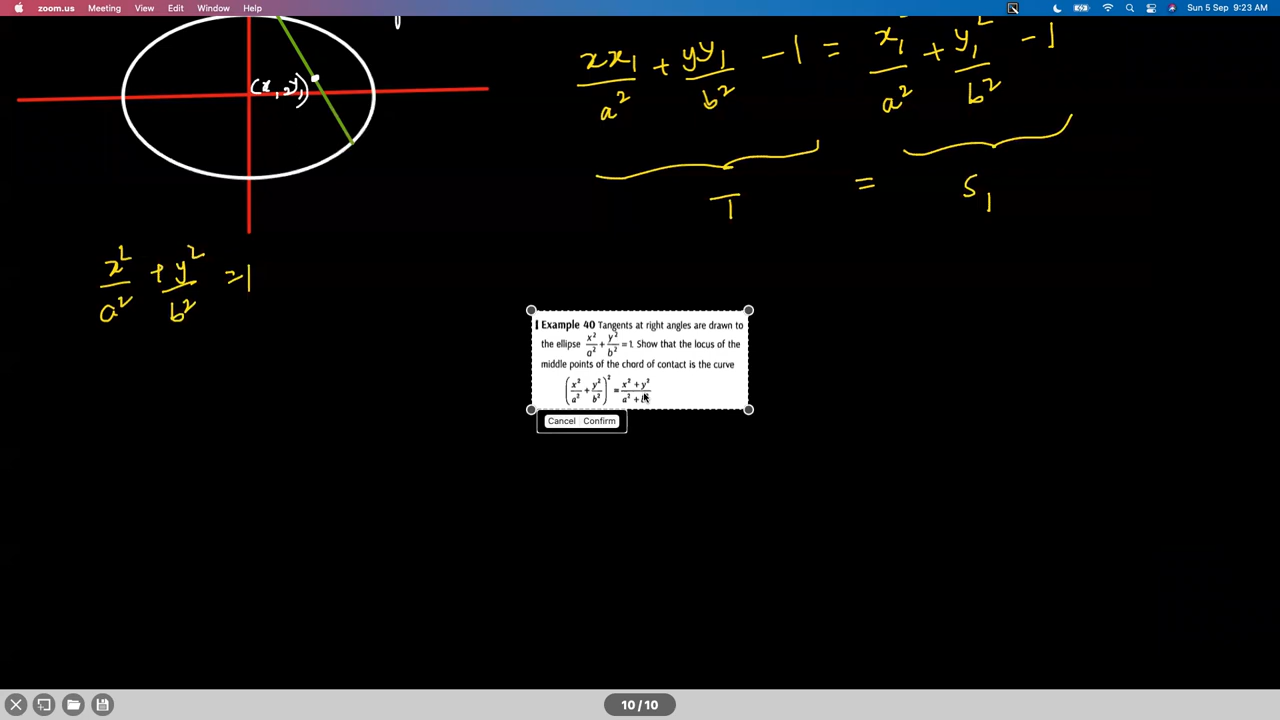 zoom.us Meeting View Edit Window Help Sun 5 Sep 9:23 AM
(x1, y1)
xx1/a² + yy1/b² - 1 = x1²/a² + y1²/b² - 1
T = S1
x²/a² + y²/b² = 1
Example 40 Tangents at right angles are drawn to
the ellipse x²/a² + y²/b² = 1. Show that the locus of the
middle points of the chord of contact is the curve
(x²/a² + y²/b²)² = x² + y² / a² +
Cancel Confirm
10 / 10